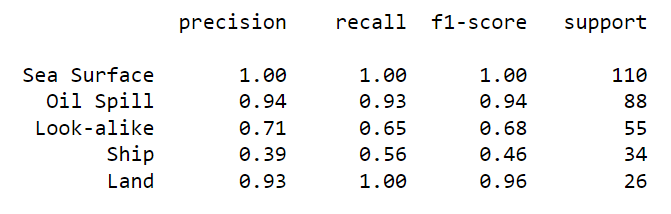 precision recall f1-score support
Sea Surface 1.00 1.00 1.00 110
Oil Spill 0.94 0.93 0.94 88
Look-alike 0.71 0.65 0.68 55
Ship 0.39 0.56 0.46 34
Land 0.93 1.00 0.96 26